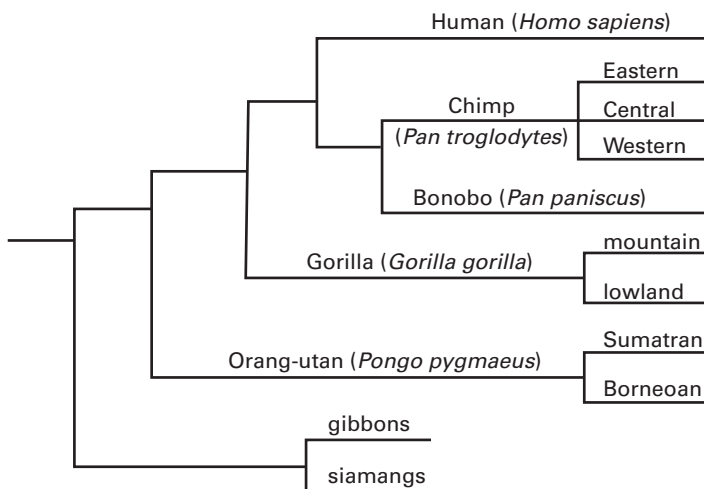 Human (Homo sapiens)
Eastern
Chimp
Central
(Pan troglodytes)
Western
Bonobo (Pan paniscus)
mountain
Gorilla (Gorilla gorilla)
lowland
Sumatran
Orang-utan (Pongo pygmaeus)
Borneoan
gibbons
siamangs